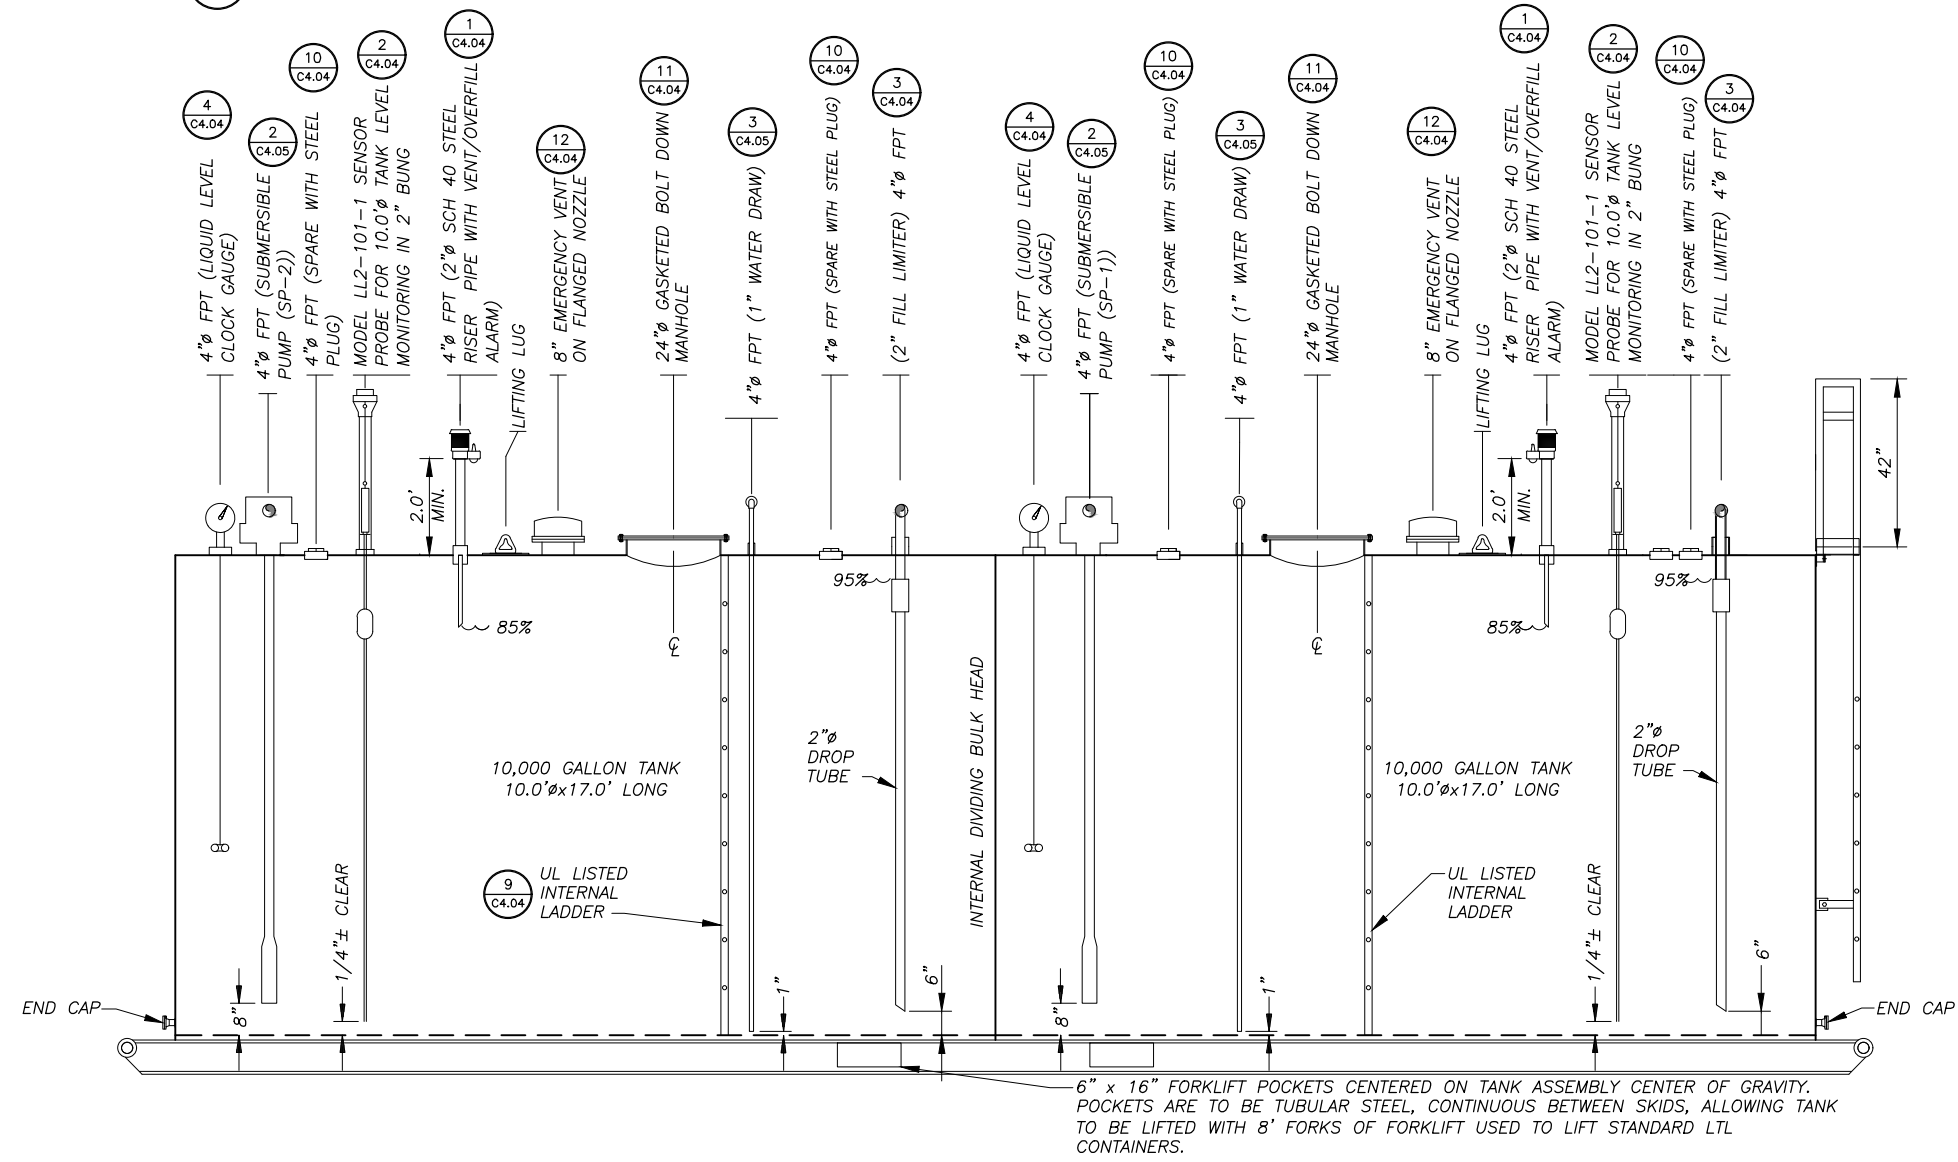 4
C4.04
2
C4.05
10
C4.04
2
C4.04
1
C4.04
12
C4.04
11
C4.04
3
C4.05
10
C4.04
3
C4.04
4
C4.04
2
C4.05
10
C4.04
3
C4.05
11
C4.04
12
C4.04
1
C4.04
2
C4.04
10
C4.04
3
C4.04
4"ø FPT (LIQUID LEVEL
CLOCK GAUGE)
4"ø FPT (SUBMERSIBLE
PUMP (SP-2))
4"ø FPT (SPARE WITH STEEL
PLUG)
MODEL LL2-101-1 SENSOR
PROBE FOR 10.0'ø TANK LEVEL
MONITORING IN 2" BUNG
4"ø FPT (2"ø SCH 40 STEEL
RISER PIPE WITH VENT/OVERFILL
ALARM)
LIFTING LUG
8" EMERGENCY VENT
ON FLANGED NOZZLE
24"ø GASKETED BOLT DOWN
MANHOLE
4"ø FPT (1" WATER DRAW)
4"ø FPT (SPARE WITH STEEL PLUG)
(2" FILL LIMITER) 4"ø FPT
4"ø FPT (LIQUID LEVEL
CLOCK GAUGE)
4"ø FPT (SUBMERSIBLE
PUMP (SP-1))
4"ø FPT (SPARE WITH STEEL PLUG)
4"ø FPT (1" WATER DRAW)
24"ø GASKETED BOLT DOWN
MANHOLE
8" EMERGENCY VENT
ON FLANGED NOZZLE
LIFTING LUG
4"ø FPT (2"ø SCH 40 STEEL
RISER PIPE WITH VENT/OVERFILL
ALARM)
MODEL LL2-101-1 SENSOR
PROBE FOR 10.0'ø TANK LEVEL
MONITORING IN 2" BUNG
4"ø FPT (SPARE WITH STEEL PLUG)
(2" FILL LIMITER) 4"ø FPT
2.0'
MIN.
2.0'
MIN.
42"
95%
95%
85%
85%
℄
℄
INTERNAL DIVIDING BULK HEAD
2"ø
DROP
TUBE
2"ø
DROP
TUBE
10,000 GALLON TANK
10.0'øx17.0' LONG
10,000 GALLON TANK
10.0'øx17.0' LONG
9
C4.04
UL LISTED
INTERNAL
LADDER
UL LISTED
INTERNAL
LADDER
1/4"± CLEAR
1/4"± CLEAR
END CAP
8"
1"
6"
8"
1"
6"
END CAP
6" x 16" FORKLIFT POCKETS CENTERED ON TANK ASSEMBLY CENTER OF GRAVITY.
POCKETS ARE TO BE TUBULAR STEEL, CONTINUOUS BETWEEN SKIDS, ALLOWING TANK
TO BE LIFTED WITH 8' FORKS OF FORKLIFT USED TO LIFT STANDARD LTL
CONTAINERS.